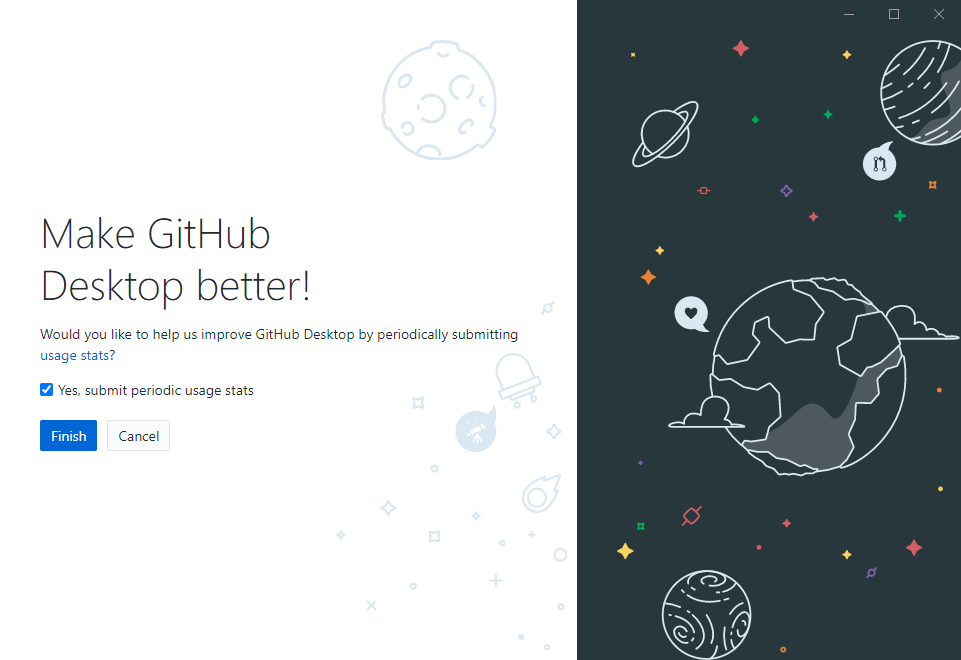 Make GitHub
Desktop better!
Would you like to help us improve GitHub Desktop by periodically submitting
usage stats?
Yes, submit periodic usage stats
Finish Cancel